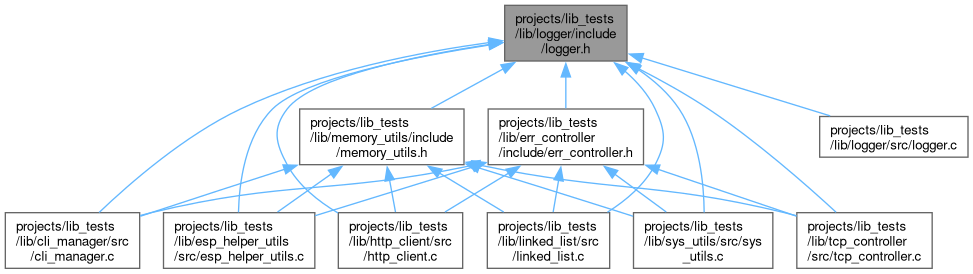 projects/lib_tests
/lib/logger/include
/logger.h
projects/lib_tests
/lib/memory_utils/include
/memory_utils.h
projects/lib_tests
/lib/err_controller
/include/err_controller.h
projects/lib_tests
/lib/logger/src/logger.c
projects/lib_tests
/lib/cli_manager/src
/cli_manager.c
projects/lib_tests
/lib/esp_helper_utils
/src/esp_helper_utils.c
projects/lib_tests
/lib/http_client/src
/http_client.c
projects/lib_tests
/lib/linked_list/src
/linked_list.c
projects/lib_tests
/lib/sys_utils/src/sys
_utils.c
projects/lib_tests
/lib/tcp_controller
/src/tcp_controller.c